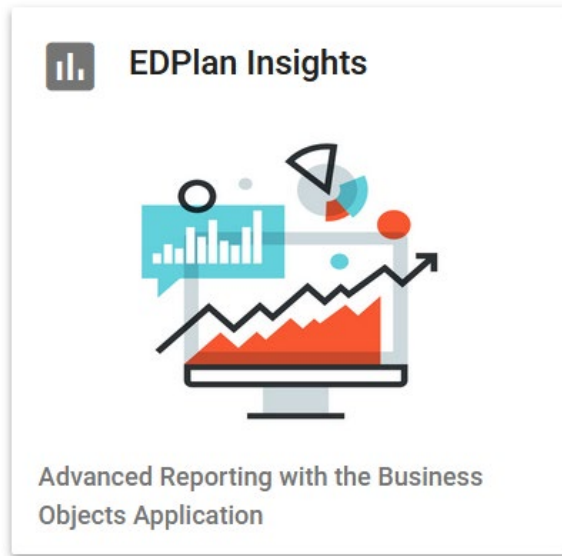 EDPlan Insights
Advanced Reporting with the Business
Objects Application